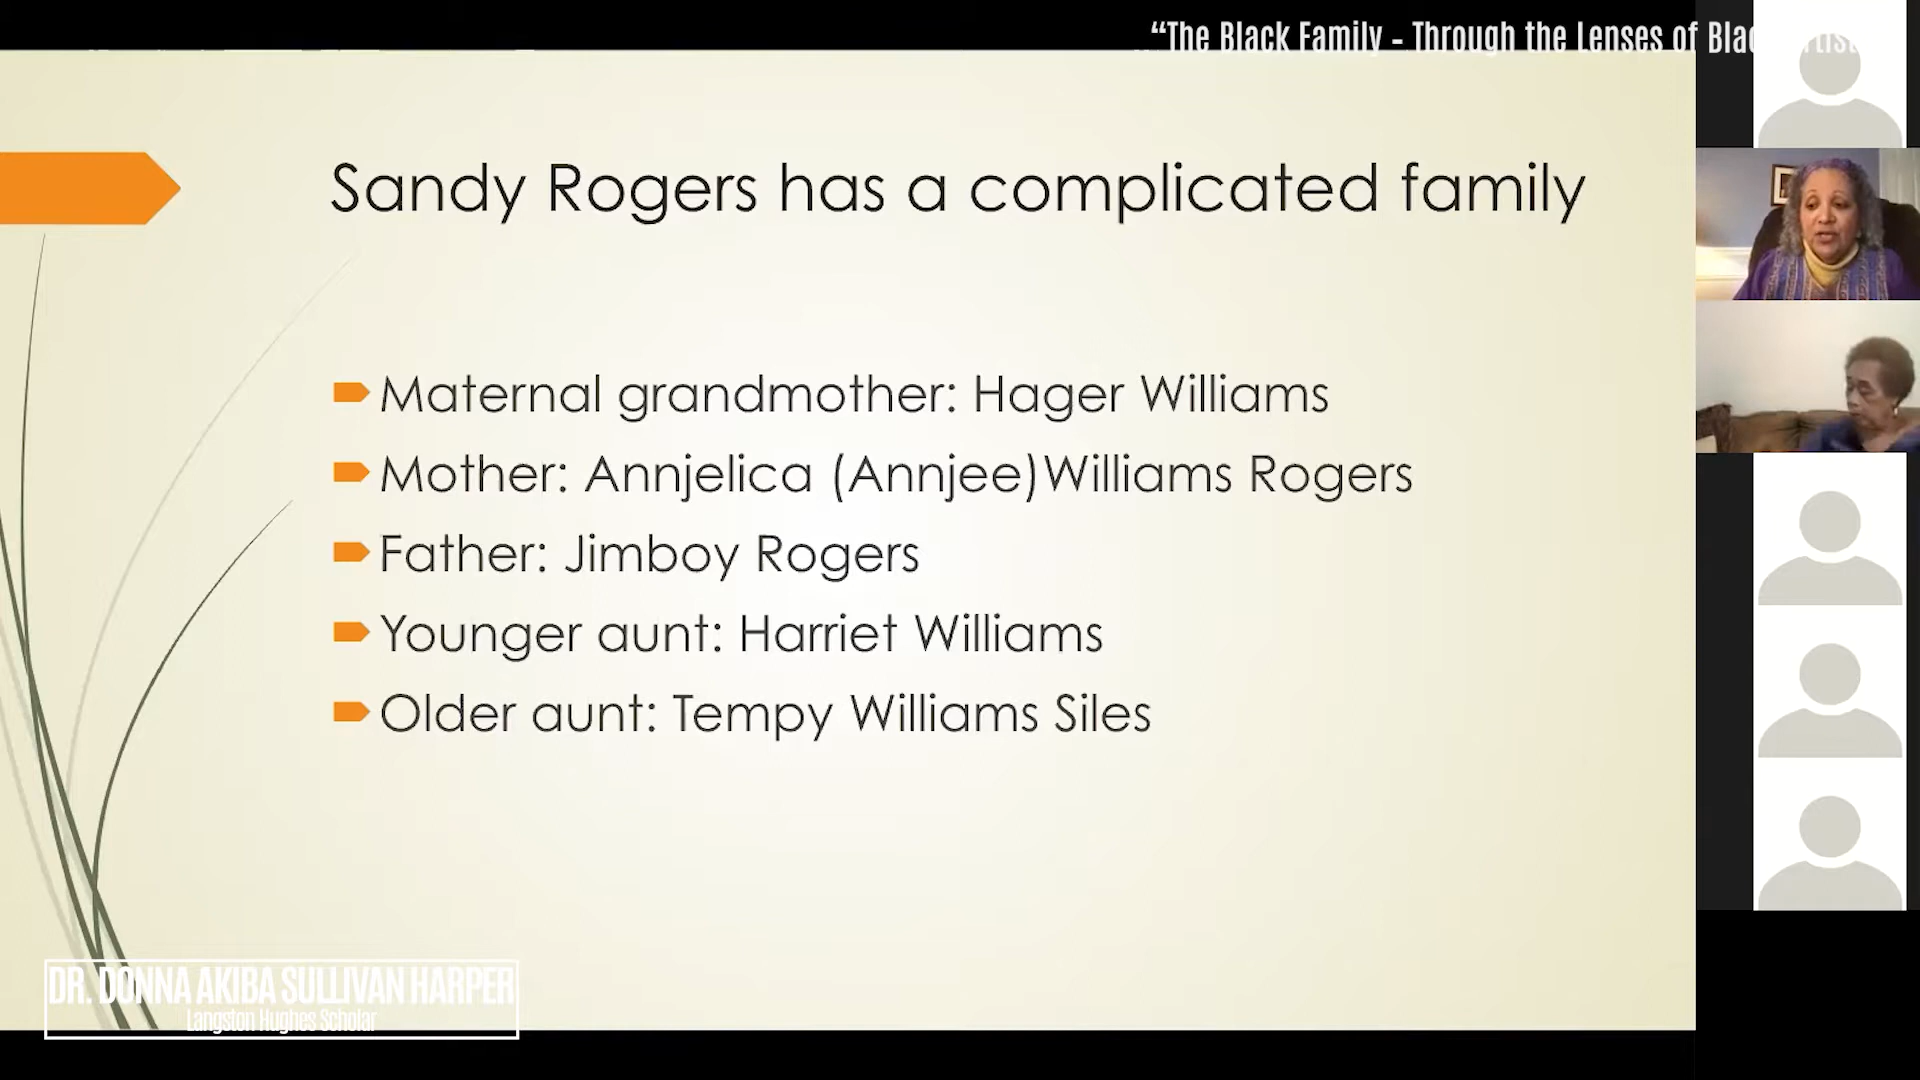 “The Black Family - Through the Lenses of
Sandy Rogers has a complicated family
Maternal grandmother: Hager Williams
Mother: Annjelica (Annjee)Williams Rogers
Father: Jimboy Rogers
Younger aunt: Harriet Williams
Older aunt: Tempy Williams Siles
DR. DONNA AKIBA SULLIVAN HARPER
Langston Hughes Scholar